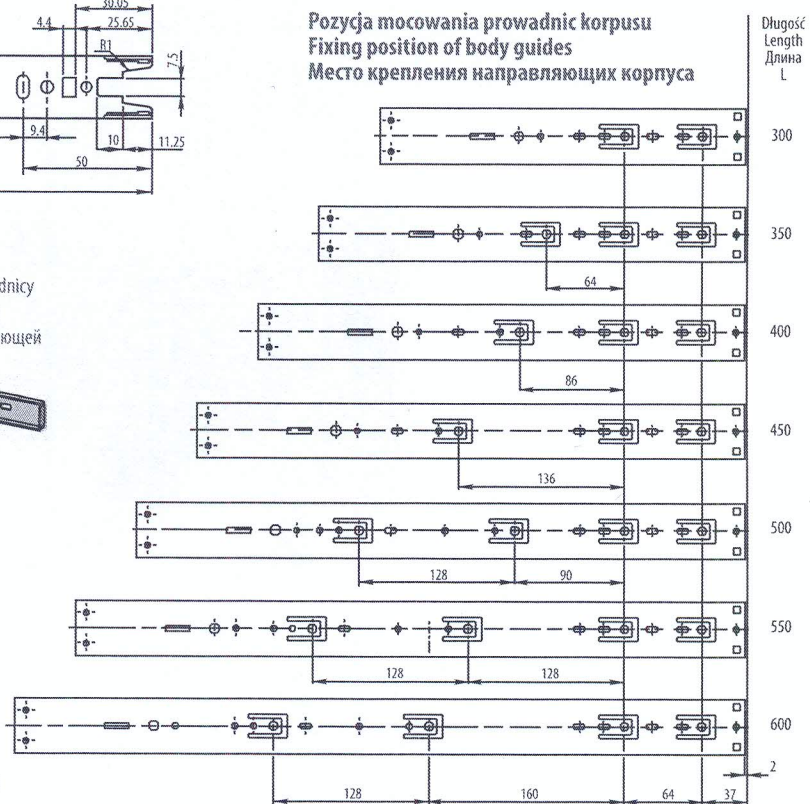 30.05
4.4
25.65
R1
7.5
9.4
10
11.25
50
dnicy
ющей
Pozycja mocowania prowadnic korpusu
Fixing position of body guides
Место крепления направляющих корпуса
Długość
Length
Длина
L
300
350
64
400
86
450
136
500
128
90
550
128
128
600
2
128
160
64
37